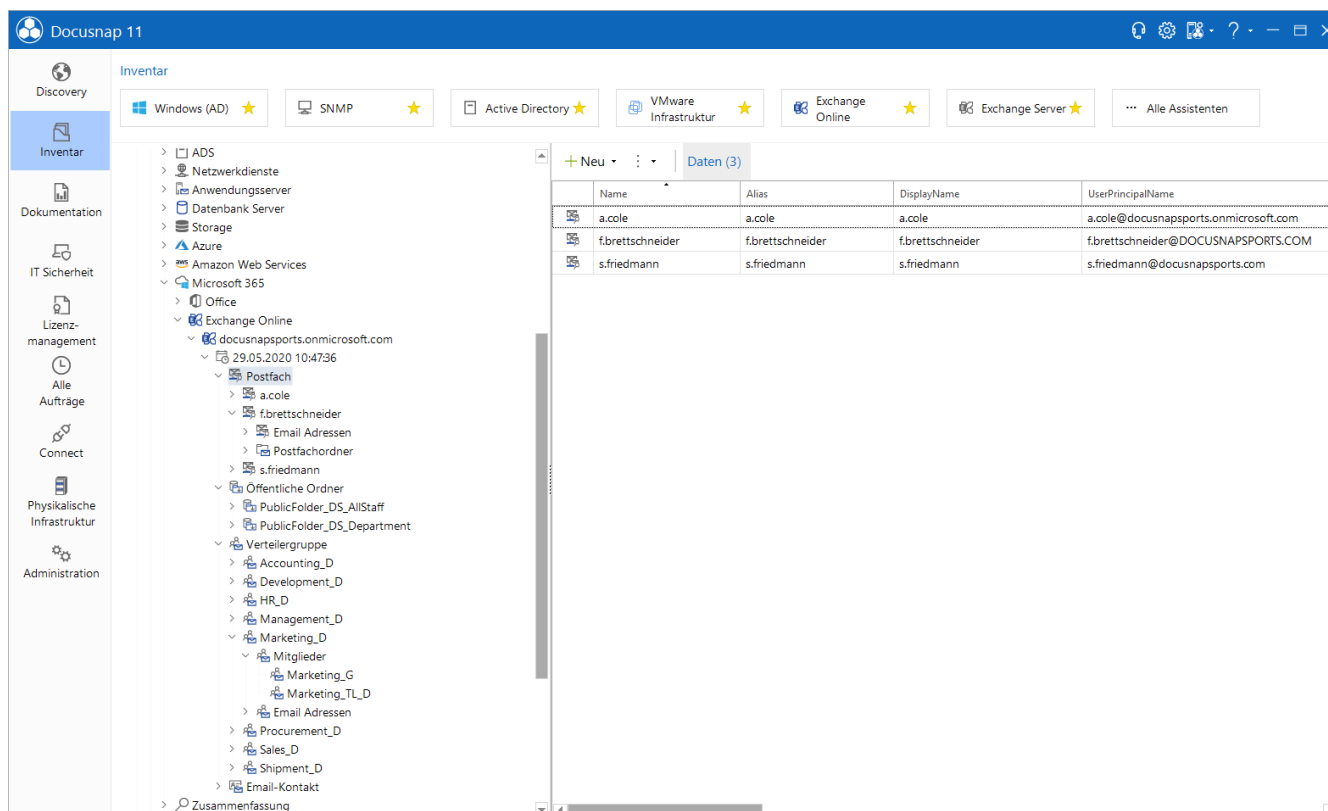 Docusnap 11
Discovery
Inventar
Dokumentation
IT Sicherheit
Lizenz-
management
Alle
Aufträge
Connect
Physikalische
Infrastruktur
Administration
Inventar
Windows (AD)
SNMP
Active Directory
VMware
Infrastruktur
Exchange
Online
Exchange Server
Alle Assistenten
ADS
Netzwerkdienste
Anwendungsserver
Datenbank Server
Storage
Azure
aws Amazon Web Services
Microsoft 365
Office
Exchange Online
docusnapsports.onmicrosoft.com
29.05.2020 10:47:36
Postfach
a.cole
f.brettschneider
Email Adressen
Postfachordner
s.friedmann
Öffentliche Ordner
PublicFolder_DS_AllStaff
PublicFolder_DS_Department
Verteilergruppe
Accounting_D
Development_D
HR_D
Management_D
Marketing_D
Mitglieder
Marketing_G
Marketing_TL_D
Email Adressen
Procurement_D
Sales_D
Shipment_D
Email-Kontakt
Zusammenfassung
Neu
Daten (3)
Name Alias DisplayName UserPrincipalName
a.cole a.cole a.cole a.cole@docusnapsports.onmicrosoft.com
f.brettschneider f.brettschneider f.brettschneider f.brettschneider@DOCUSNAPSPORTS.COM
s.friedmann s.friedmann s.friedmann s.friedmann@docusnapsports.com